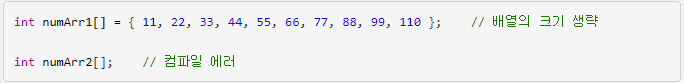 int numArr1[] = { 11, 22, 33, 44, 55, 66, 77, 88, 99, 110 };    // 배열의 크기 생략
int numArr2[];    // 컴파일 에러